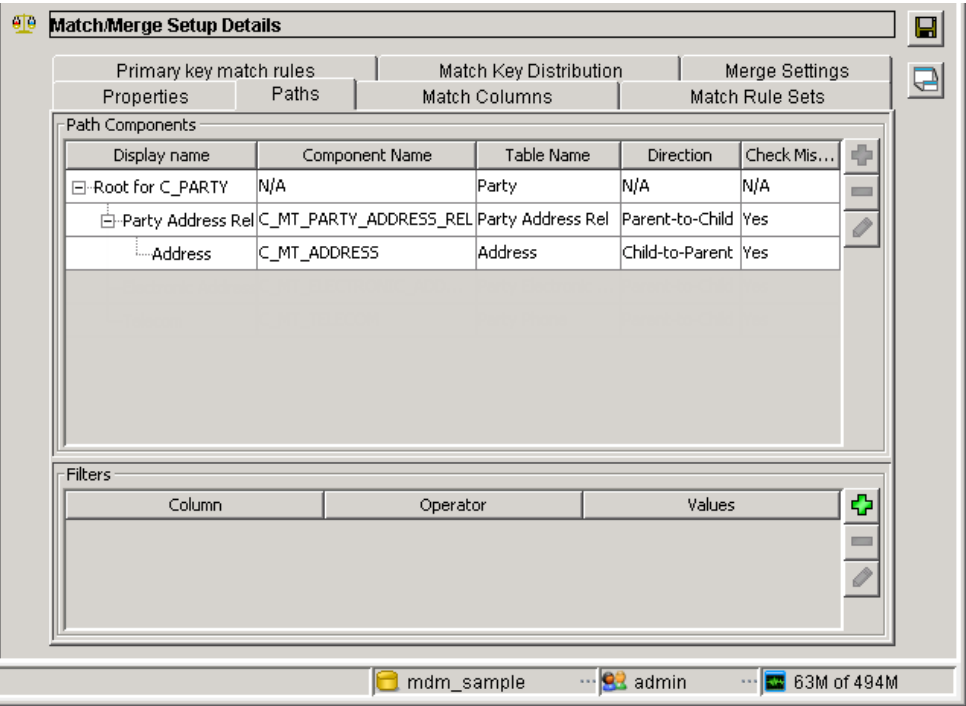 Match/Merge Setup Details
Primary key match rules Match Key Distribution Merge Settings
Properties Paths Match Columns Match Rule Sets
Path Components
Display name Component Name Table Name Direction Check Mis...
Root for C_PARTY N/A Party N/A N/A
Party Address Rel C_MT_PARTY_ADDRESS_REL Party Address Rel Parent-to-Child Yes
Address C_MT_ADDRESS Address Child-to-Parent Yes
Filters
Column Operator Values
mdm_sample ... admin ... 63M of 494M